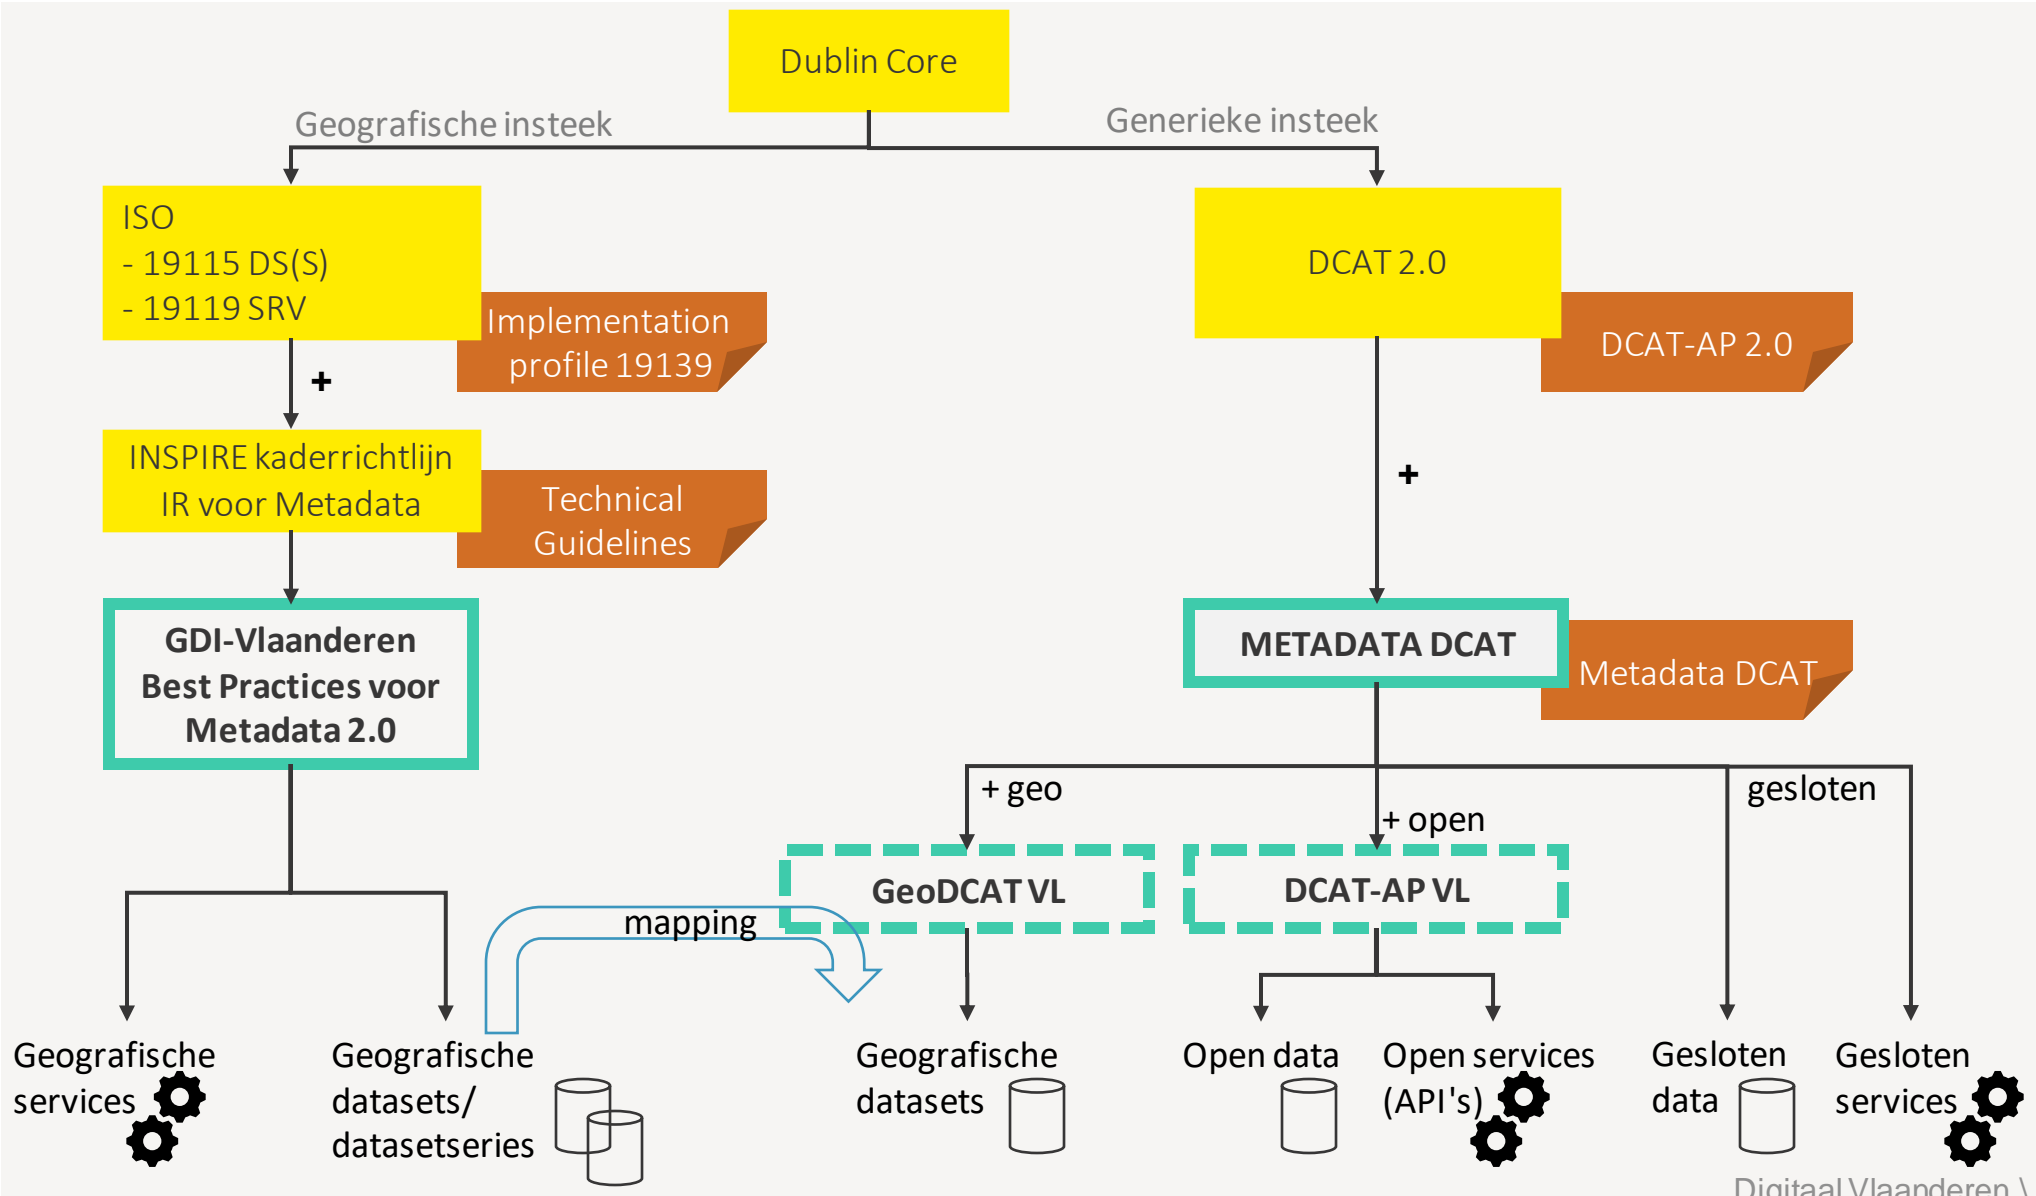 Dublin Core
Geografische insteek
Generieke insteek
ISO
- 19115 DS(S)
- 19119 SRV
Implementation
profile 19139
DCAT 2.0
DCAT-AP 2.0
+
+
INSPIRE kaderrichtlijn
IR voor Metadata
Technical
Guidelines
GDI-Vlaanderen
Best Practices voor
Metadata 2.0
METADATA DCAT
Metadata DCAT
+ geo
+ open
gesloten
GeoDCAT VL
DCAT-AP VL
mapping
Geografische
services
Geografische
datasets/
datasetseries
Geografische
datasets
Open data
Open services
(API's)
Gesloten
data
Gesloten
services
Digitaal Vlaanderen \